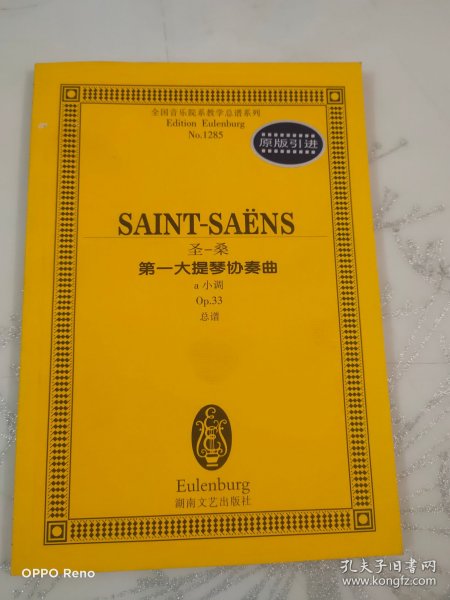 全国音乐院系教学总谱系列
Edition Eulenburg
No.1285
原版引进
SAINT-SAËNS
圣-桑
第一大提琴协奏曲
a 小调
Op.33
总谱
Eulenburg
湖南文艺出版社
OPPO Reno
孔夫子旧书网
www.kongfz.com